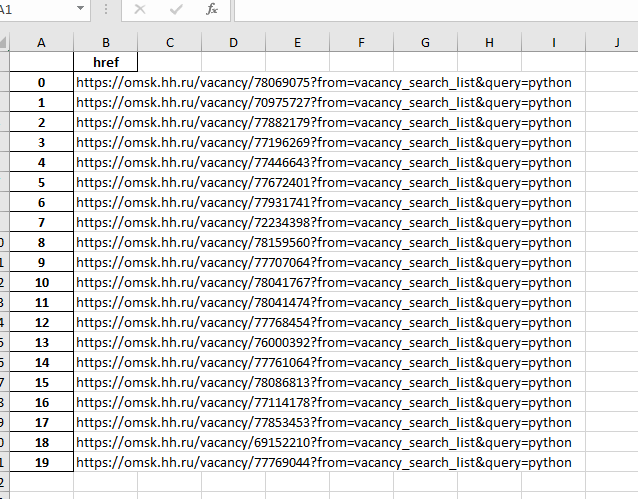 A1 fx
A B C D E F G H I J
href
0 https://omsk.hh.ru/vacancy/78069075?from=vacancy_search_list&query=python
1 https://omsk.hh.ru/vacancy/70975727?from=vacancy_search_list&query=python
2 https://omsk.hh.ru/vacancy/77882179?from=vacancy_search_list&query=python
3 https://omsk.hh.ru/vacancy/77196269?from=vacancy_search_list&query=python
4 https://omsk.hh.ru/vacancy/77446643?from=vacancy_search_list&query=python
5 https://omsk.hh.ru/vacancy/77672401?from=vacancy_search_list&query=python
6 https://omsk.hh.ru/vacancy/77931741?from=vacancy_search_list&query=python
7 https://omsk.hh.ru/vacancy/72234398?from=vacancy_search_list&query=python
0 8 https://omsk.hh.ru/vacancy/78159560?from=vacancy_search_list&query=python
1 9 https://omsk.hh.ru/vacancy/77707064?from=vacancy_search_list&query=python
2 10 https://omsk.hh.ru/vacancy/78041767?from=vacancy_search_list&query=python
3 11 https://omsk.hh.ru/vacancy/78041474?from=vacancy_search_list&query=python
4 12 https://omsk.hh.ru/vacancy/77768454?from=vacancy_search_list&query=python
5 13 https://omsk.hh.ru/vacancy/76000392?from=vacancy_search_list&query=python
6 14 https://omsk.hh.ru/vacancy/77761064?from=vacancy_search_list&query=python
7 15 https://omsk.hh.ru/vacancy/78086813?from=vacancy_search_list&query=python
8 16 https://omsk.hh.ru/vacancy/77114178?from=vacancy_search_list&query=python
9 17 https://omsk.hh.ru/vacancy/77853453?from=vacancy_search_list&query=python
0 18 https://omsk.hh.ru/vacancy/69152210?from=vacancy_search_list&query=python
1 19 https://omsk.hh.ru/vacancy/77769044?from=vacancy_search_list&query=python
2